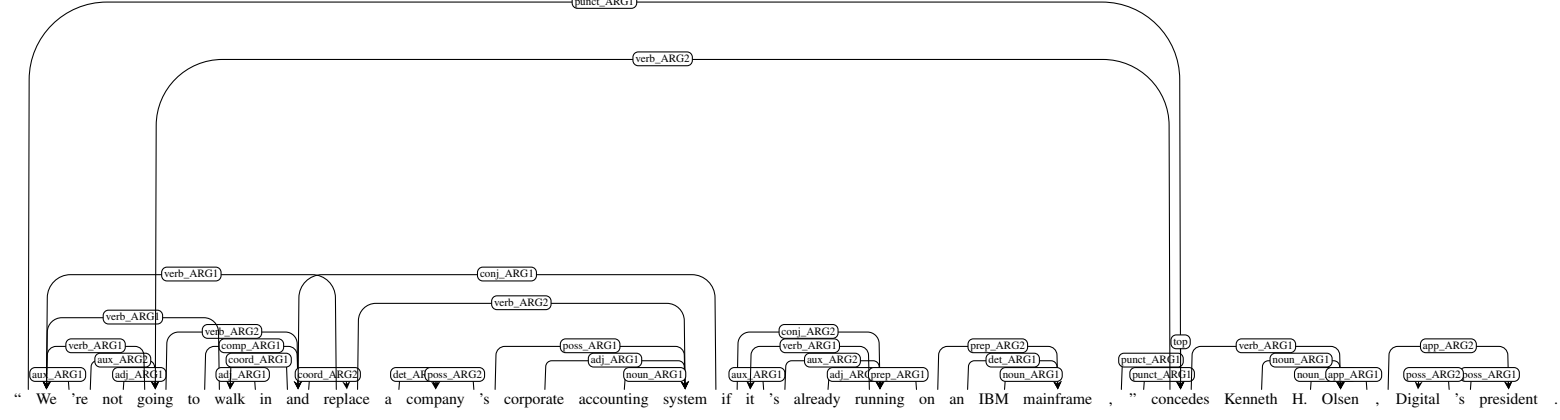 punct_ARG1
verb_ARG2
verb_ARG1 conj_ARG1
verb_ARG2
verb_ARG1
verb_ARG2 conj_ARG2 top
verb_ARG1 comp_ARG1 poss_ARG1 verb_ARG1 prep_ARG2 verb_ARG1 app_ARG2
aux_ARG2 coord_ARG1 adj_ARG1 aux_ARG2 det_ARG1 punct_ARG1 noun_ARG1
aux_ARG1 adj_ARG1 adj_ARG1 coord_ARG2 poss_ARG2 noun_ARG1 aux_ARG1 prep_ARG1 noun_ARG1 punct_ARG1 app_ARG1 poss_ARG2 poss_ARG1
“ We ’re not going to walk in and replace a company ’s corporate accounting system if it ’s already running on an IBM mainframe , ” concedes Kenneth H. Olsen , Digital ’s president .